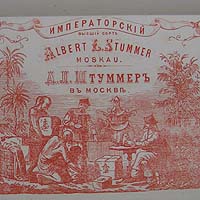 ИМПЕРАТОРСКІЙ
ВЫСШІЙ СОРТЪ
ALBERT L. STUMMER
MOSKAU.
А.Л. ШТУММЕРЪ
ВЪ МОСКВѢ.